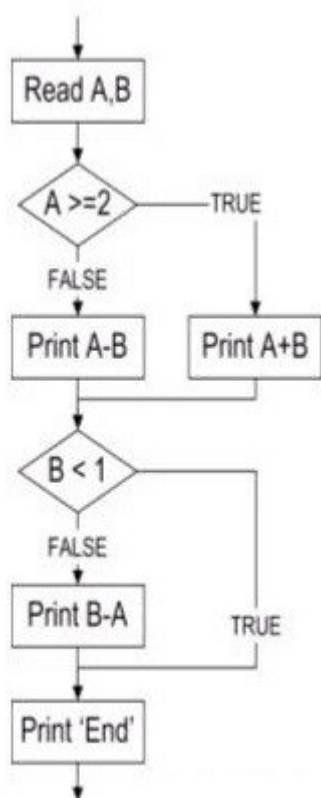 Read A,B
A >=2
TRUE
FALSE
Print A-B
Print A+B
B < 1
FALSE
Print B-A
TRUE
Print ‘End’